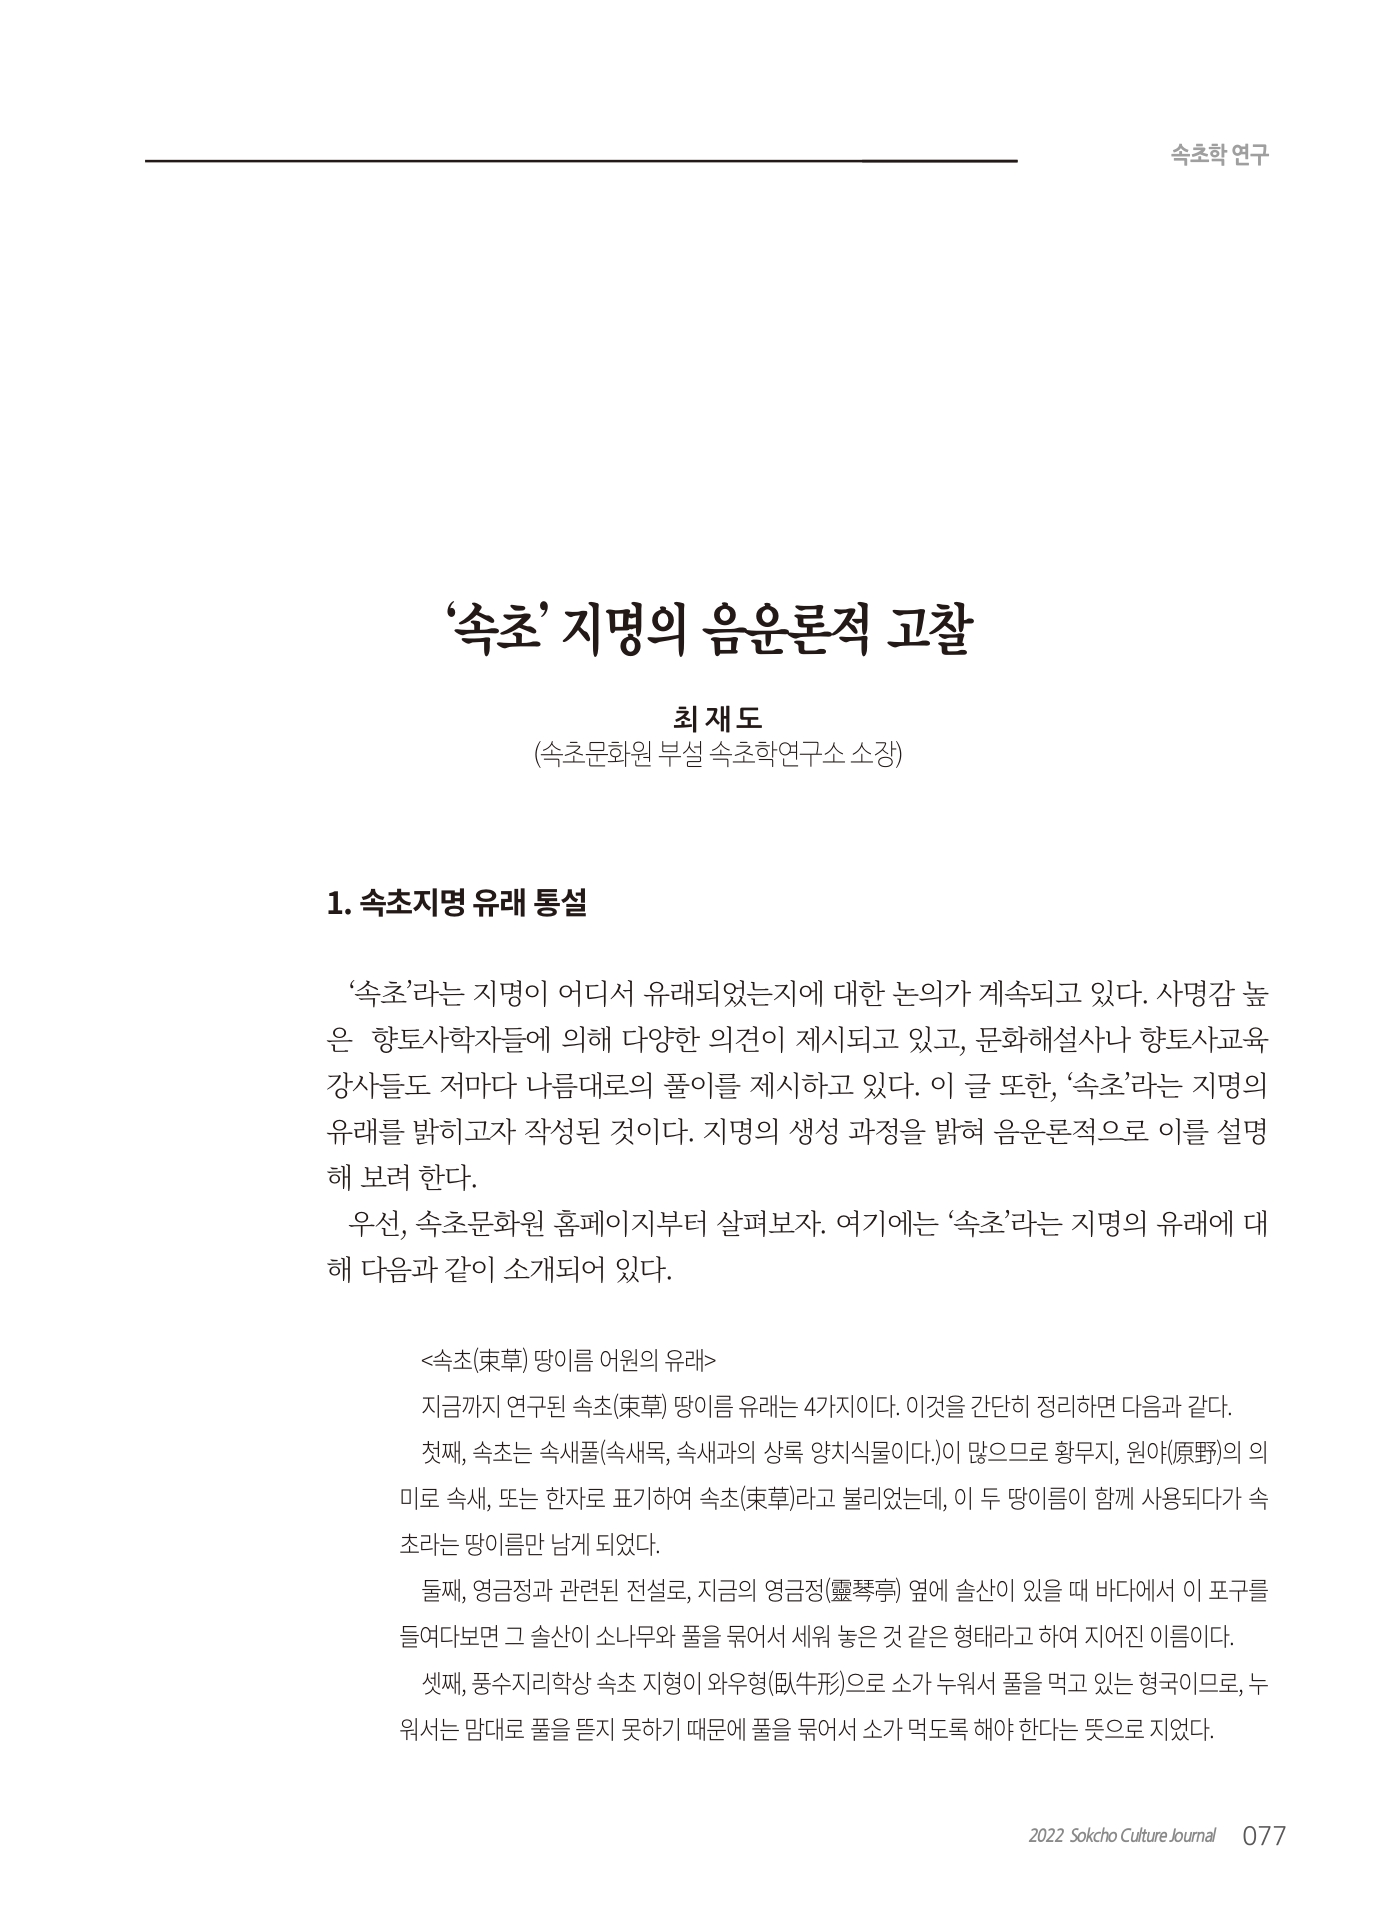 속초학 연구
‘속초’ 지명의 음운론적 고찰
최 재 도
(속초문화원 부설 속초학연구소 소장)
1. 속초지명 유래 통설
‘속초’라는 지명이 어디서 유래되었는지에 대한 논의가 계속되고 있다. 사명감 높
은 향토사학자들에 의해 다양한 의견이 제시되고 있고, 문화해설사나 향토사교육
강사들도 저마다 나름대로의 풀이를 제시하고 있다. 이 글 또한, ‘속초’라는 지명의
유래를 밝히고자 작성된 것이다. 지명의 생성 과정을 밝혀 음운론적으로 이를 설명
해 보려 한다.
우선, 속초문화원 홈페이지부터 살펴보자. 여기에는 ‘속초’라는 지명의 유래에 대
해 다음과 같이 소개되어 있다.
<속초(束草) 땅이름 어원의 유래>
지금까지 연구된 속초(束草) 땅이름 유래는 4가지이다. 이것을 간단히 정리하면 다음과 같다.
첫째, 속초는 속새풀(속새목, 속새과의 상록 양치식물이다.)이 많으므로 황무지, 원야(原野)의 의
미로 속새, 또는 한자로 표기하여 속초(束草)라고 불리었는데, 이 두 땅이름이 함께 사용되다가 속
초라는 땅이름만 남게 되었다.
둘째, 영금정과 관련된 전설로, 지금의 영금정(靈琴亭) 옆에 솔산이 있을 때 바다에서 이 포구를
들여다보면 그 솔산이 소나무와 풀을 묶어서 세워 놓은 것 같은 형태라고 하여 지어진 이름이다.
셋째, 풍수지리학상 속초 지형이 와우형(臥牛形)으로 소가 누워서 풀을 먹고 있는 형국이므로, 누
워서는 맘대로 풀을 뜯지 못하기 때문에 풀을 묶어서 소가 먹도록 해야 한다는 뜻으로 지었다.
2022 Sokcho Culture Journal 077